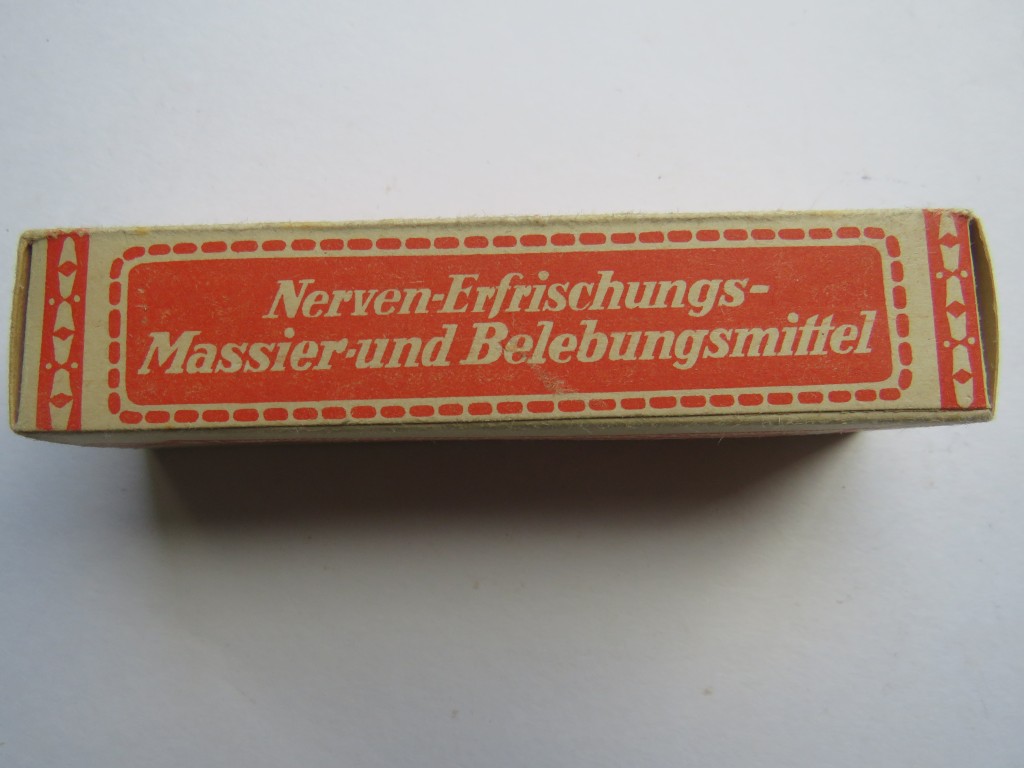 Nerven-Erfrischungs-
Massier-und Belebungsmittel